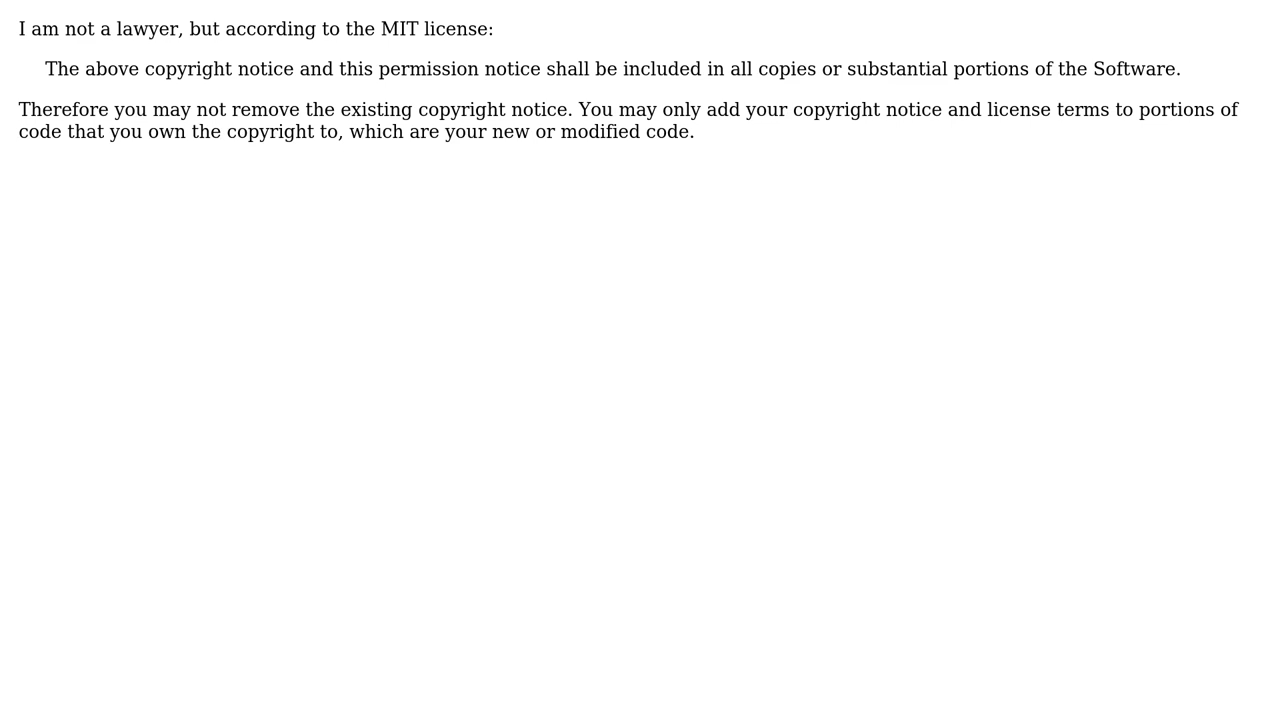 I am not a lawyer, but according to the MIT license:
The above copyright notice and this permission notice shall be included in all copies or substantial portions of the Software.
Therefore you may not remove the existing copyright notice. You may only add your copyright notice and license terms to portions of
code that you own the copyright to, which are your new or modified code.